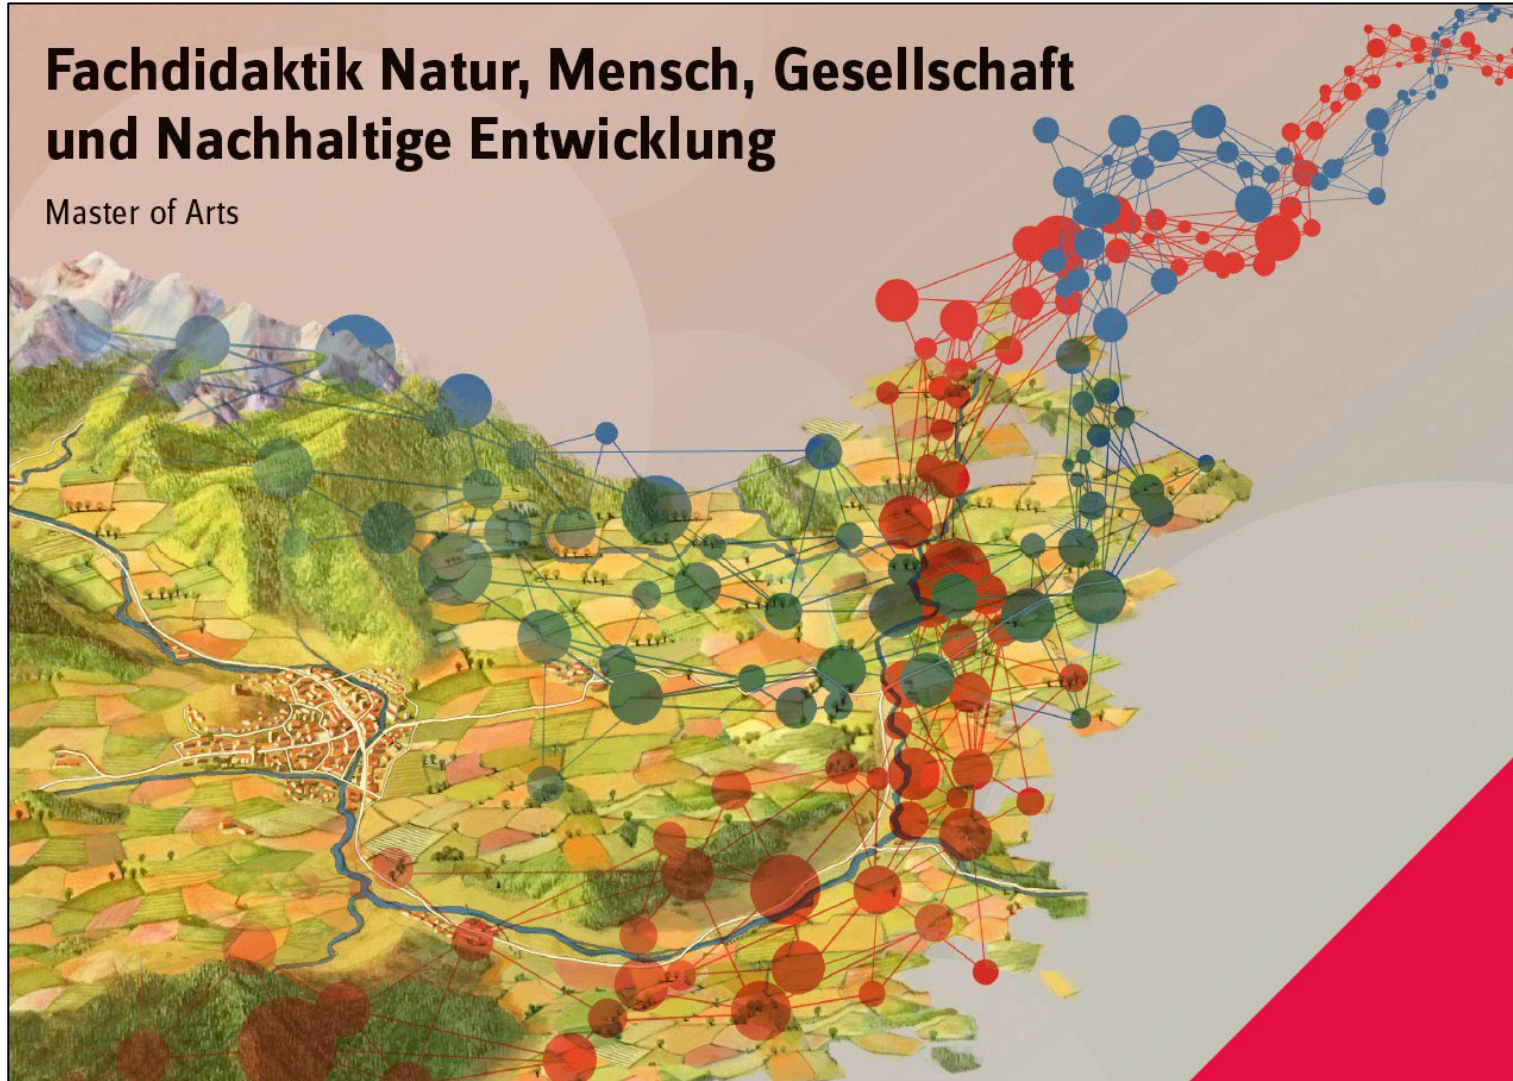 Fachdidaktik Natur, Mensch, Gesellschaft
und Nachhaltige Entwicklung
Master of Arts